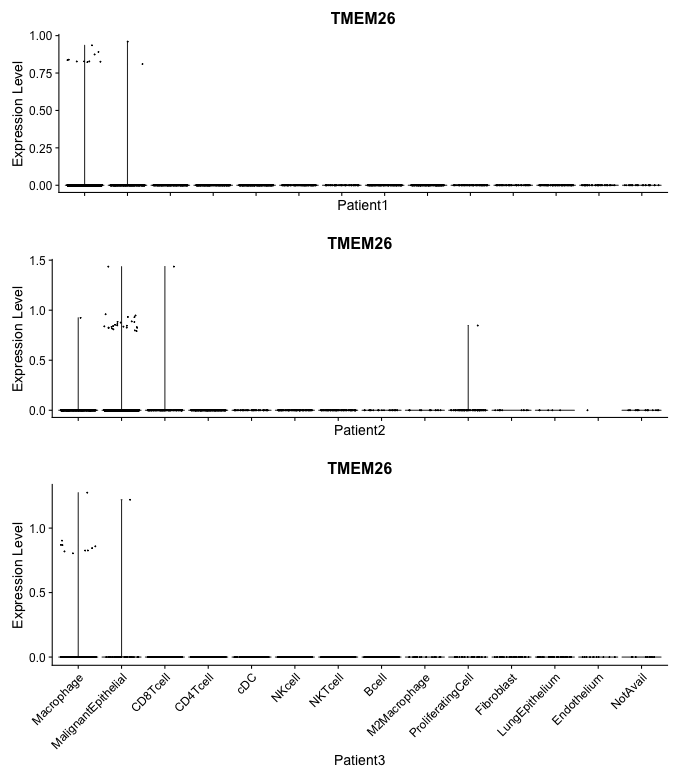 TMEM26
Expression Level
1.00
0.75
0.50
0.25
0.00
Patient1
TMEM26
Expression Level
1.5
1.0
0.5
0.0
Patient2
TMEM26
Expression Level
1.0
0.5
0.0
Macrophage
MalignantEpithelial
CD8Tcell
CD4Tcell
cDC
NKcell
NKTcell
Bcell
M2Macrophage
ProliferatingCell
Fibroblast
LungEpithelium
Endothelium
NotAvail
Patient3